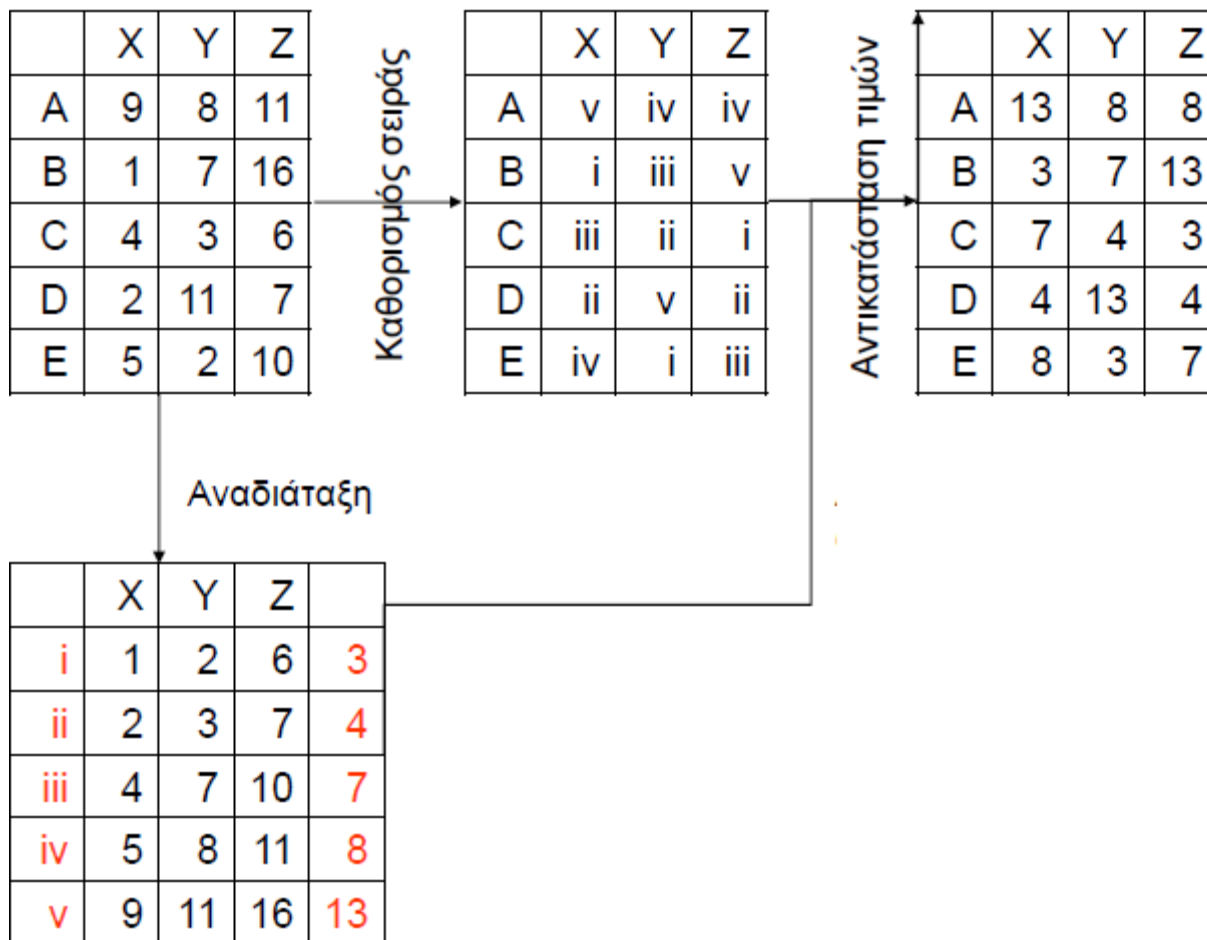 X Y Z
A 9 8 11
B 1 7 16
C 4 3 6
D 2 11 7
E 5 2 10
Καθορισμός σειράς
X Y Z
A v iv iv
B i iii v
C iii ii i
D ii v ii
E iv i iii
Αντικατάσταση τιμών
X Y Z
A 13 8 8
B 3 7 13
C 7 4 3
D 4 13 4
E 8 3 7
Αναδιάταξη
X Y Z
i 1 2 6 3
ii 2 3 7 4
iii 4 7 10 7
iv 5 8 11 8
v 9 11 16 13